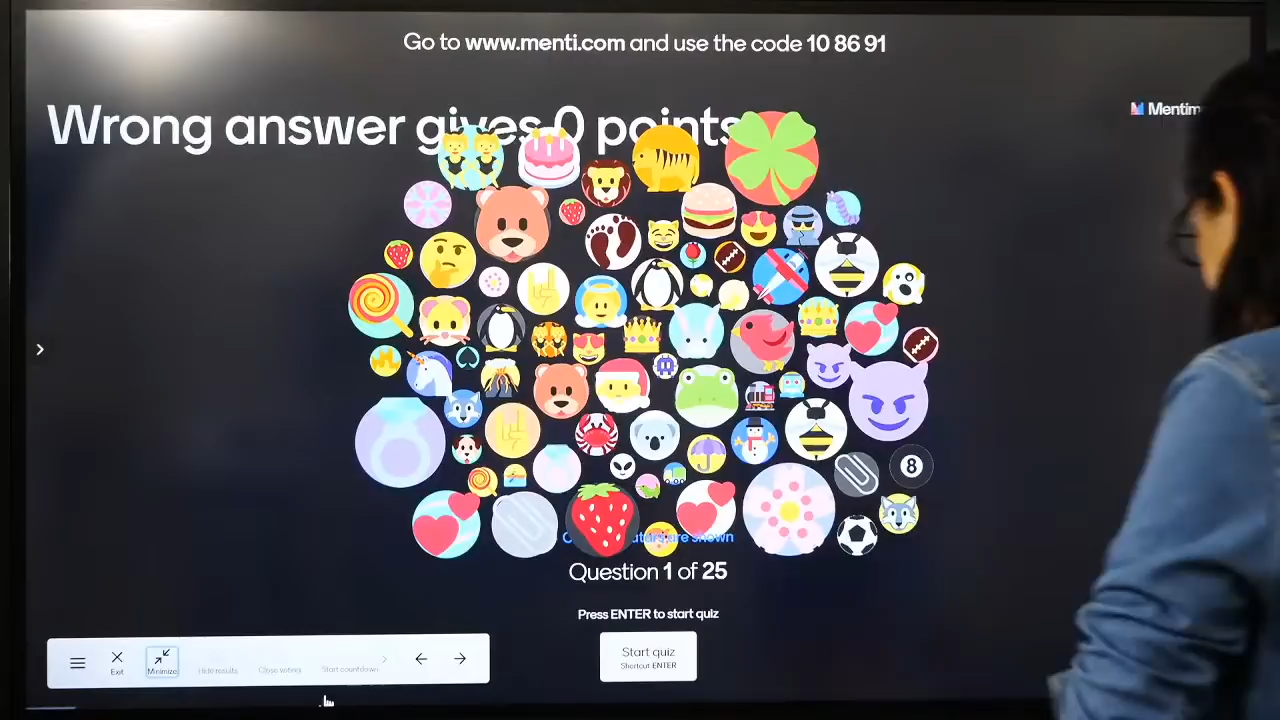 Go to www.menti.com and use the code 10 86 91
Wrong answer gives 0 points
Mentim
are shown
Question 1 of 25
Press ENTER to start quiz
Start quiz
Shortcut ENTER
Exit
Minimize
Hide results
Close voting
Start countdown
8